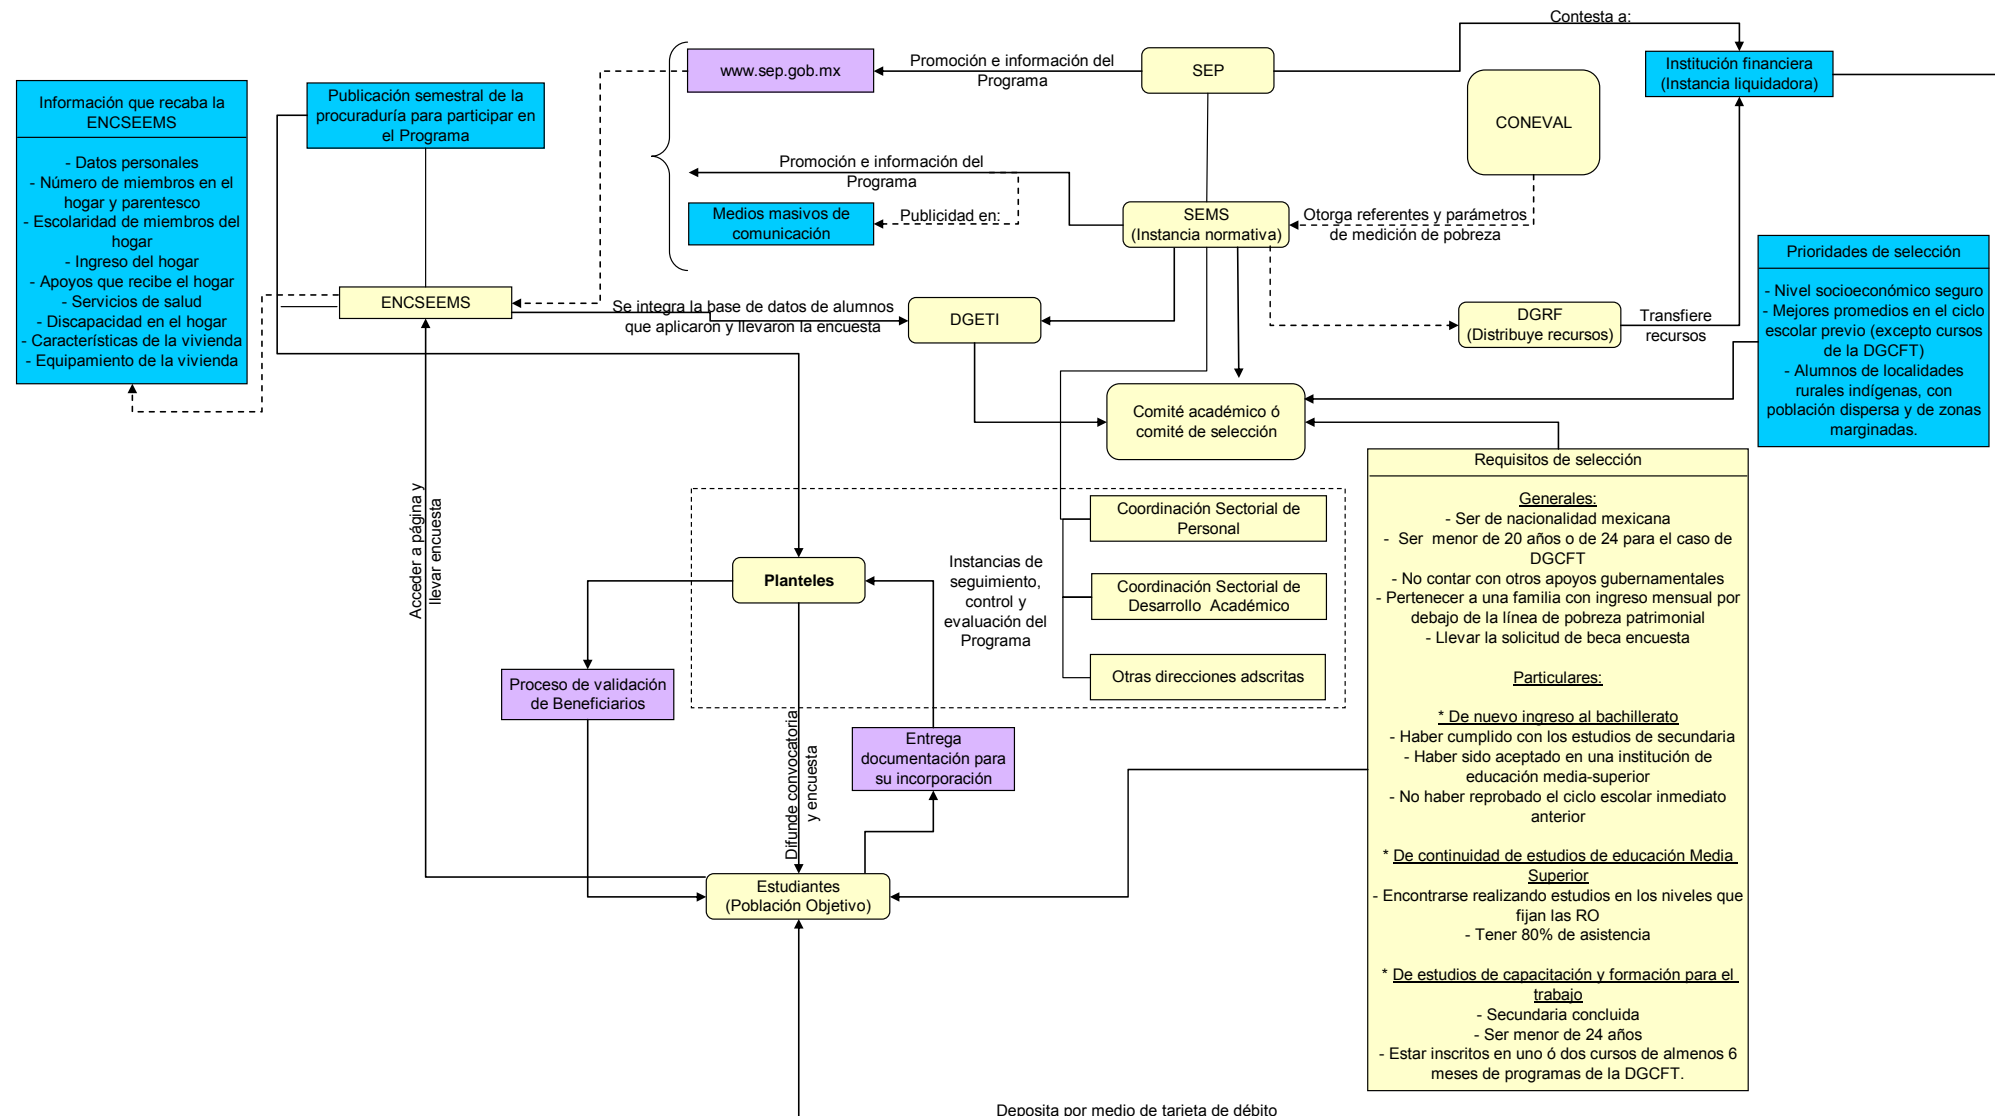 Contesta a:
www.sep.gob.mx
Promoción e información del
Programa
SEP
Institución financiera
(Instancia liquidadora)
Información que recaba la
ENCSEEMS
- Datos personales
- Número de miembros en el
hogar y parentesco
- Escolaridad de miembros del
hogar
- Ingreso del hogar
- Apoyos que recibe el hogar
- Servicios de salud
- Discapacidad en el hogar
- Características de la vivienda
- Equipamiento de la vivienda
Publicación semestral de la
procuraduría para participar en
el Programa
CONEVAL
Promoción e información del
Programa
Medios masivos de
comunicación
Publicidad en:
SEMS
(Instancia normativa)
Otorga referentes y parámetros
de medición de pobreza
Prioridades de selección
- Nivel socioeconómico seguro
- Mejores promedios en el ciclo
escolar previo (excepto cursos
de la DGCFT)
- Alumnos de localidades
rurales indígenas, con
población dispersa y de zonas
marginadas.
ENCSEEMS
Se integra la base de datos de alumnos
que aplicaron y llevaron la encuesta
DGETI
DGRF
(Distribuye recursos)
Transfiere
recursos
Comité académico ó
comité de selección
Requisitos de selección
Generales:
- Ser de nacionalidad mexicana
- Ser menor de 20 años o de 24 para el caso de
DGCFT
- No contar con otros apoyos gubernamentales
- Pertenecer a una familia con ingreso mensual por
debajo de la línea de pobreza patrimonial
- Llevar la solicitud de beca encuesta
Particulares:
* De nuevo ingreso al bachillerato
- Haber cumplido con los estudios de secundaria
- Haber sido aceptado en una institución de
educación media-superior
- No haber reprobado el ciclo escolar inmediato
anterior
* De continuidad de estudios de educación Media
Superior
- Encontrarse realizando estudios en los niveles que
fijan las RO
- Tener 80% de asistencia
* De estudios de capacitación y formación para el
trabajo
- Secundaria concluida
- Ser menor de 24 años
- Estar inscritos en uno ó dos cursos de almenos 6
meses de programas de la DGCFT.
Acceder a página y
llevar encuesta
Planteles
Instancias de
seguimiento,
control y
evaluación del
Programa
Coordinación Sectorial de
Personal
Coordinación Sectorial de
Desarrollo Académico
Otras direcciones adscritas
Proceso de validación
de Beneficiarios
Difunde convocatoria
y encuesta
Entrega
documentación para
su incorporación
Estudiantes
(Población Objetivo)
Deposita por medio de tarjeta de débito